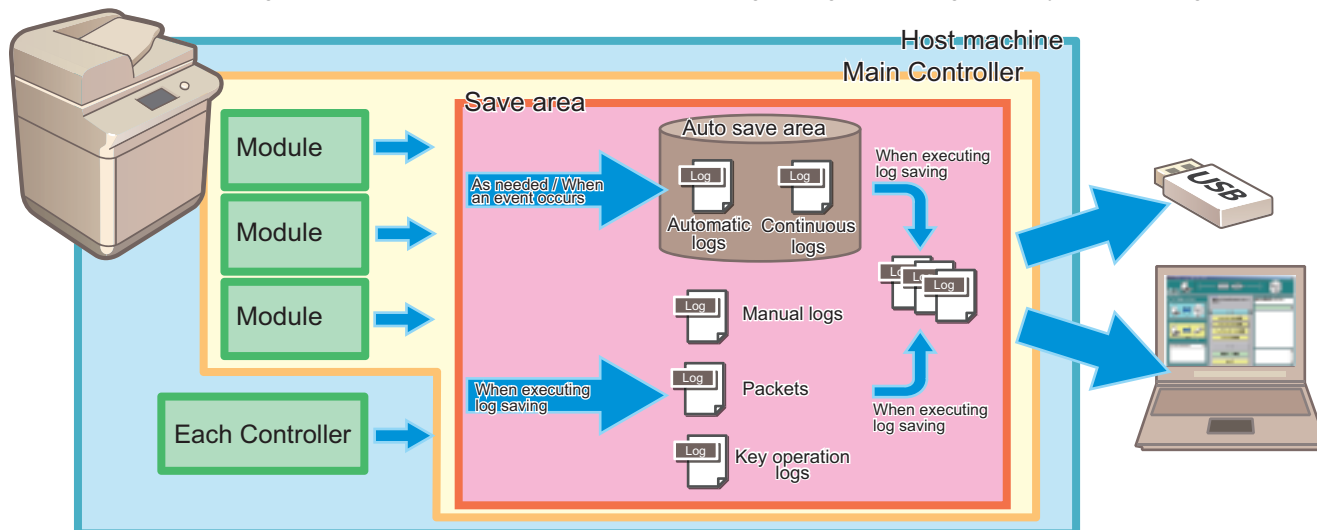 Host machine
Main Controller
Save area
Auto save area
Module
Module
Module
Each Controller
As needed / When
an event occurs
Log
Log
Automatic
logs
Continuous
logs
When executing
log saving
Log
Log
Log
Log
Manual logs
When executing
log saving
Log
Packets
When executing
log saving
Log
Key operation
logs
USB